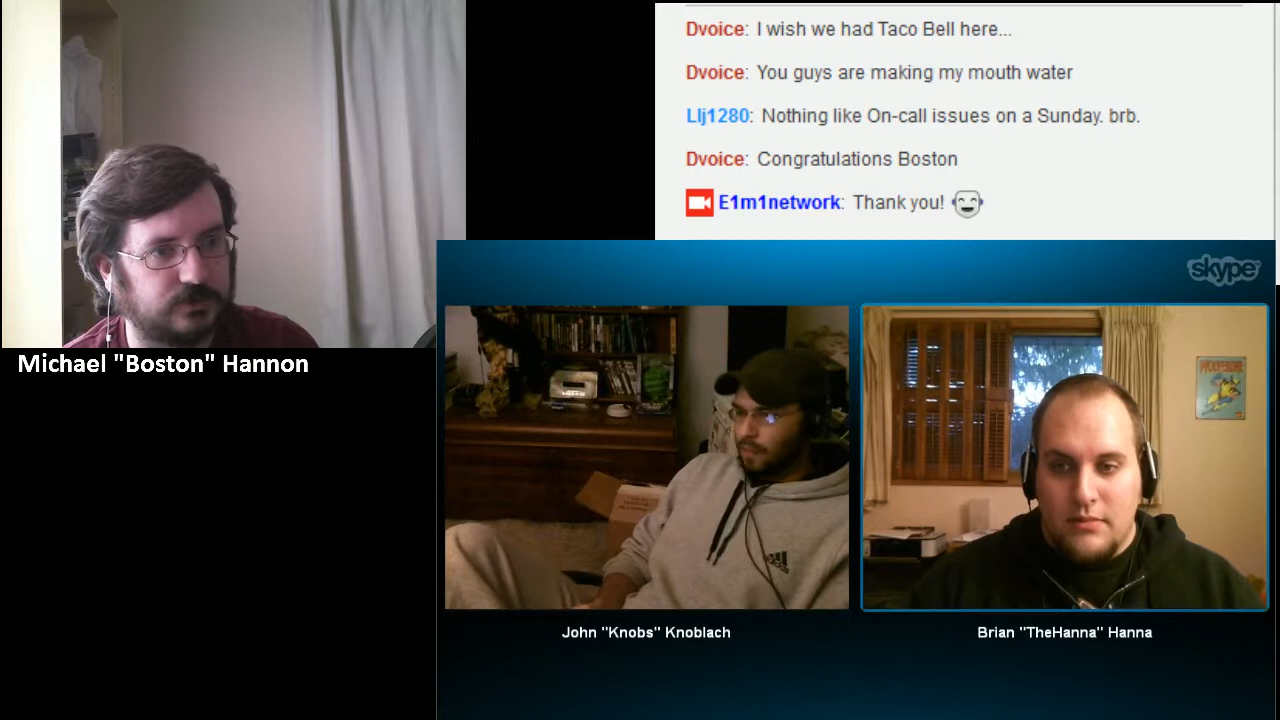 Dvoice: I wish we had Taco Bell here...
Dvoice: You guys are making my mouth water
Llj1280: Nothing like On-call issues on a Sunday. brb.
Dvoice: Congratulations Boston
E1m1network: Thank you!
skype
Michael "Boston" Hannon
WOLVERINE
adidas
John "Knobs" Knoblach
Brian "TheHanna" Hanna